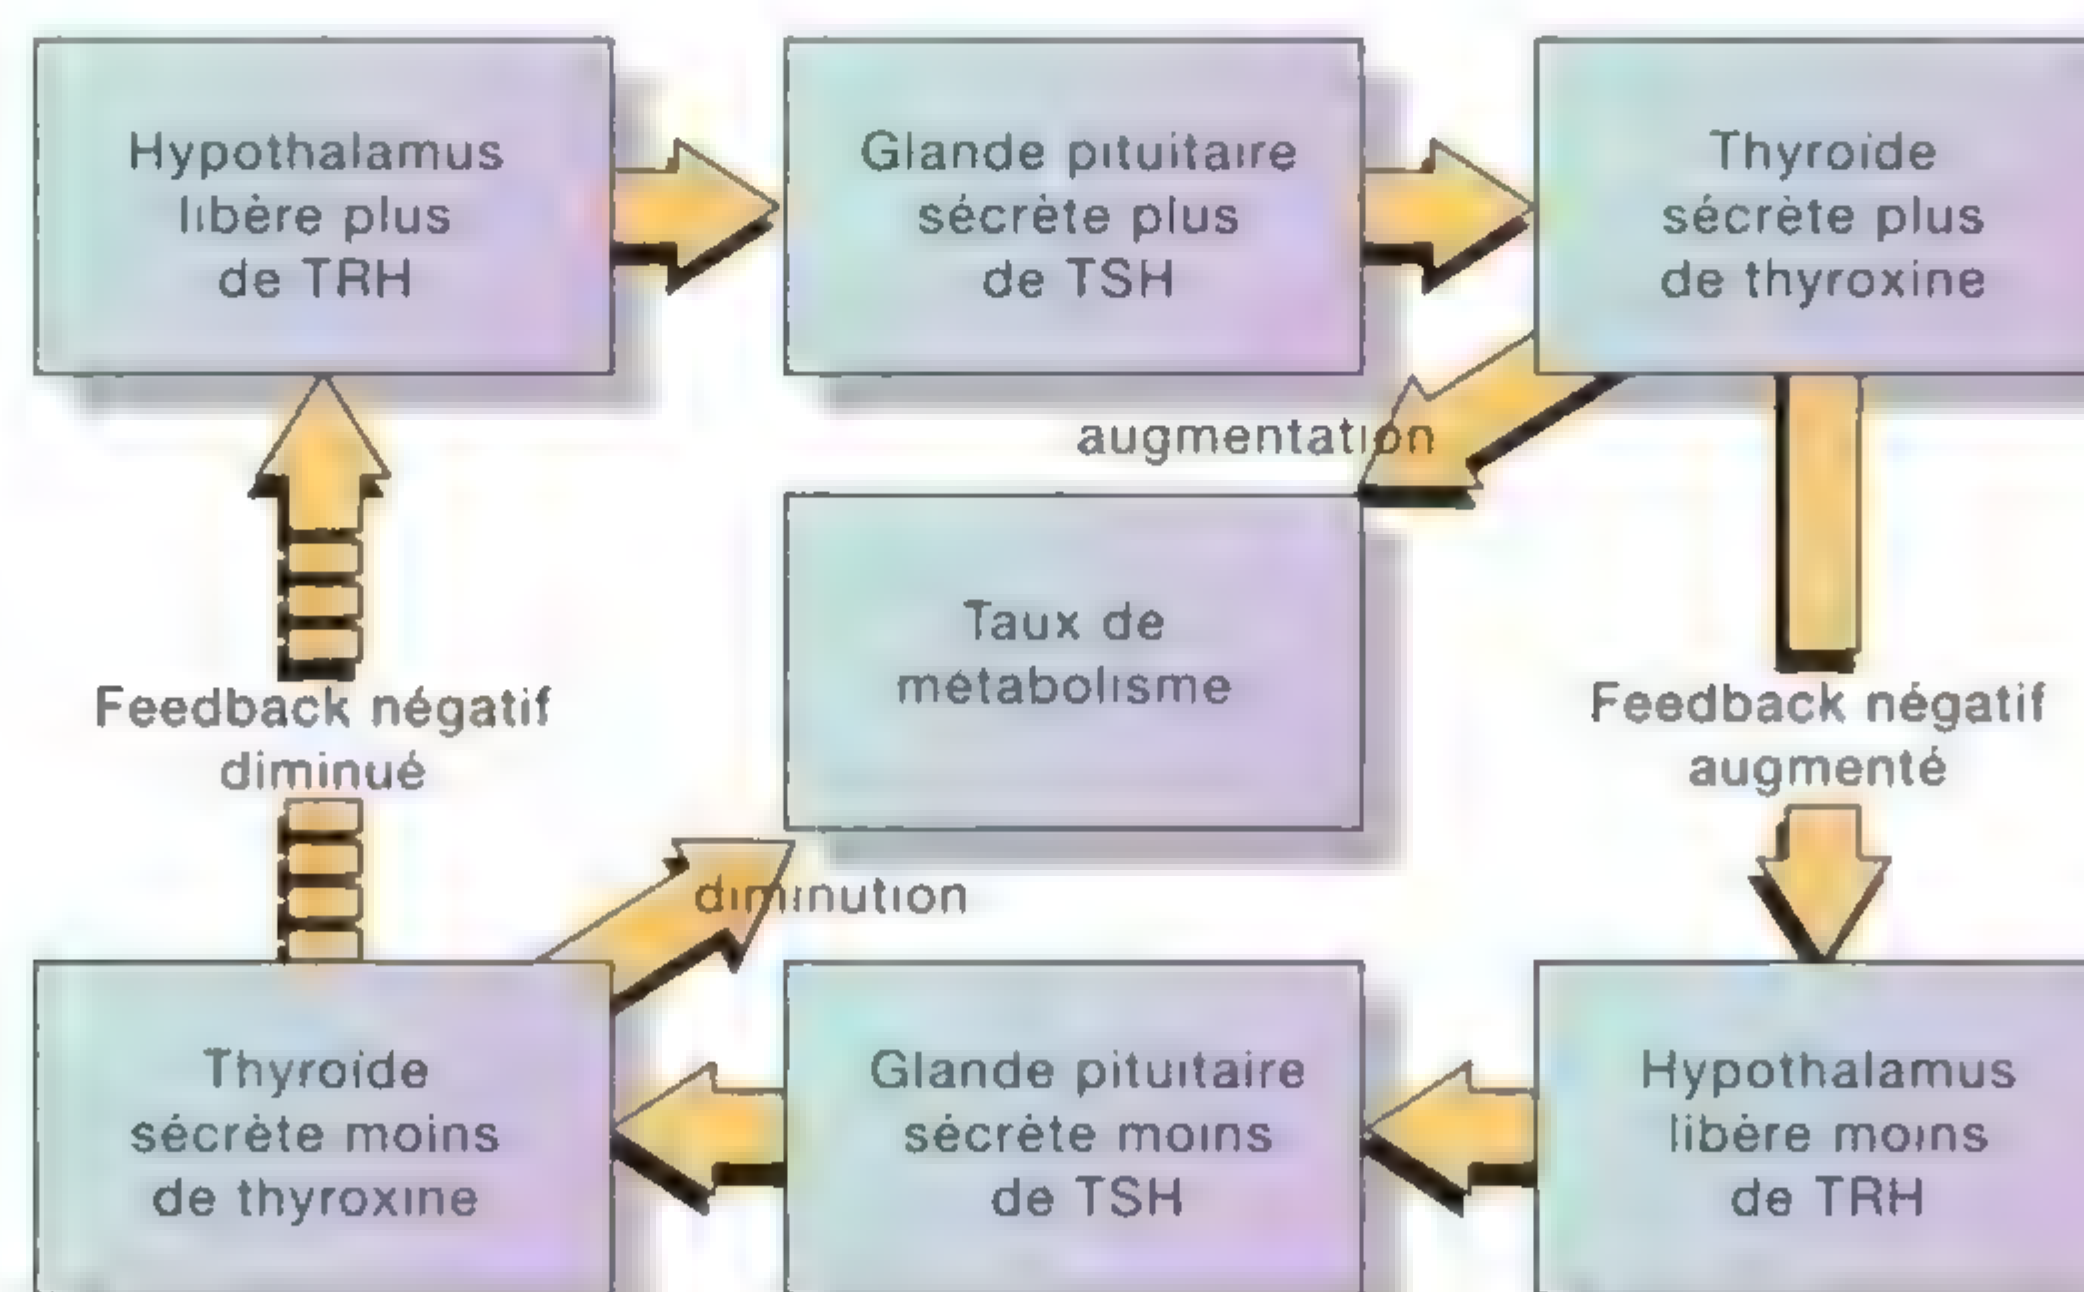 Hypothalamus
libère plus
de TRH
Glande pituitaire
sécrète plus
de TSH
Thyroïde
sécrète plus
de thyroxine
augmentation
Taux de
métabolisme
Feedback négatif
diminué
Feedback négatif
augmenté
diminution
Thyroïde
sécrète moins
de thyroxine
Glande pituitaire
sécrète moins
de TSH
Hypothalamus
libère moins
de TRH